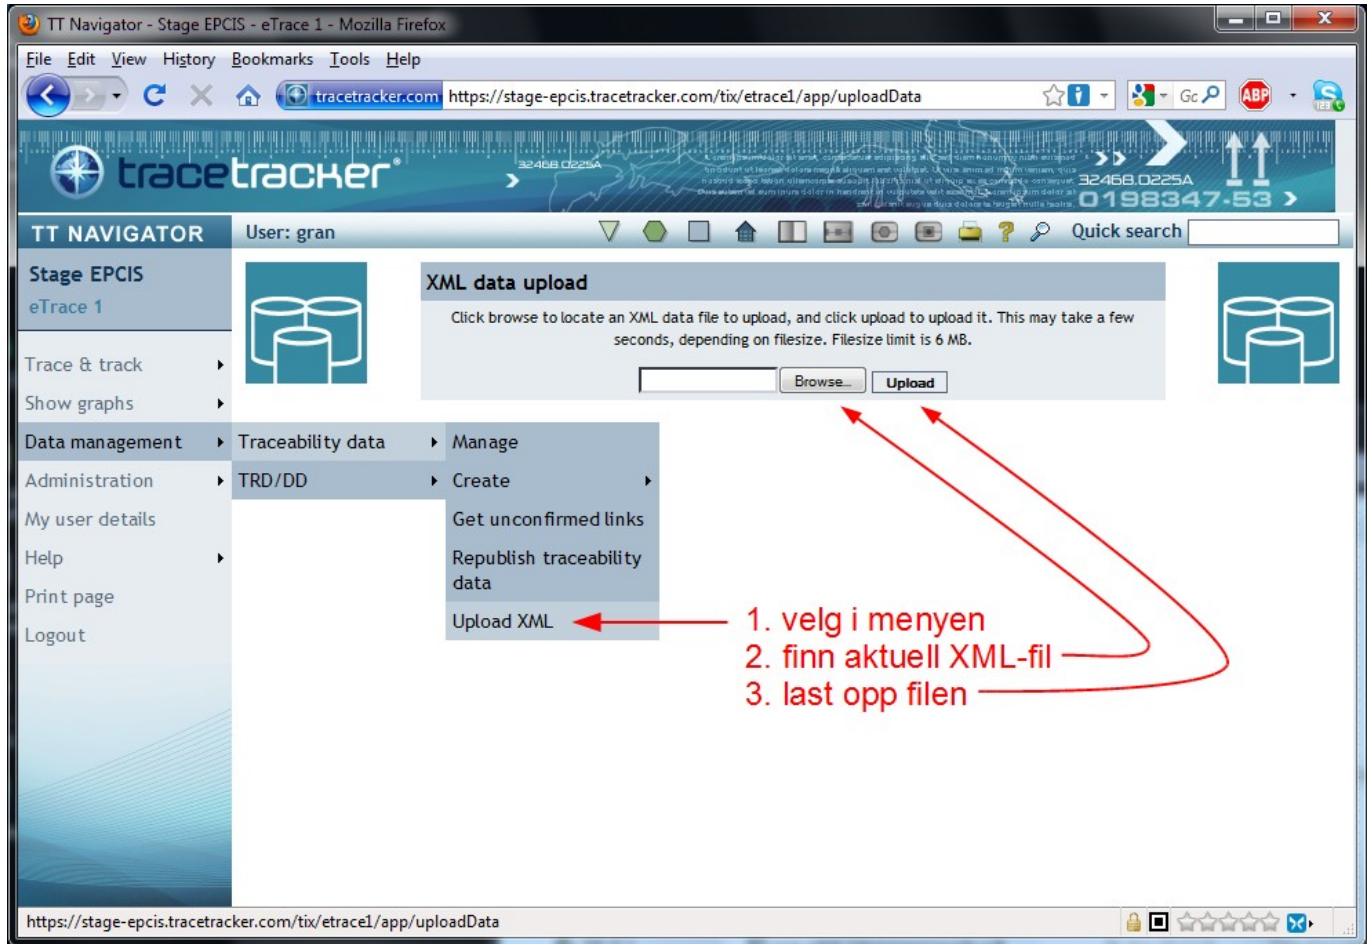 TT Navigator - Stage EPCIS - eTrace 1 - Mozilla Firefox
File Edit View History Bookmarks Tools Help
tracetracker.com https://stage-epcis.tracetracker.com/tix/etrace1/app/uploadData
Gc
ABP
tracetracker
32468 0225A
32468.0225A
0198347-53
TT NAVIGATOR
User: gran
Quick search
Stage EPCIS
eTrace 1
XML data upload
Click browse to locate an XML data file to upload, and click upload to upload it. This may take a few
seconds, depending on filesize. Filesize limit is 6 MB.
Browse...
Upload
Trace & track
Show graphs
Data management
Administration
My user details
Help
Print page
Logout
Traceability data
TRD/DD
Manage
Create
Get unconfirmed links
Republish traceability
data
Upload XML
1. velg i menyen
2. finn aktuell XML-fil
3. last opp filen
https://stage-epcis.tracetracker.com/tix/etrace1/app/uploadData